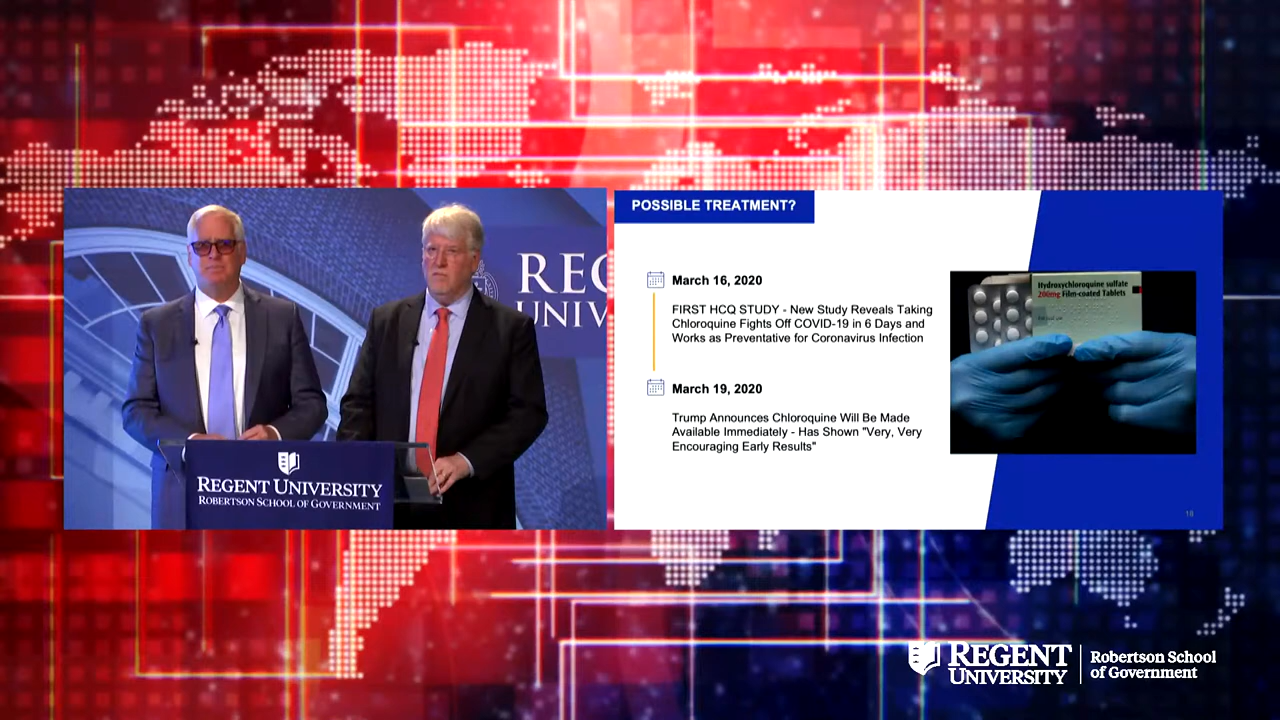 REG
UNIV
REGENT UNIVERSITY
ROBERTSON SCHOOL OF GOVERNMENT
POSSIBLE TREATMENT?
March 16, 2020
FIRST HCQ STUDY - New Study Reveals Taking
Chloroquine Fights Off COVID-19 in 6 Days and
Works as Preventative for Coronavirus Infection
March 19, 2020
Trump Announces Chloroquine Will Be Made
Available Immediately - Has Shown "Very, Very
Encouraging Early Results"
Hydroxychloroquine sulfate
200mg Film-coated Tablets
18
REGENT
UNIVERSITY
Robertson School
of Government